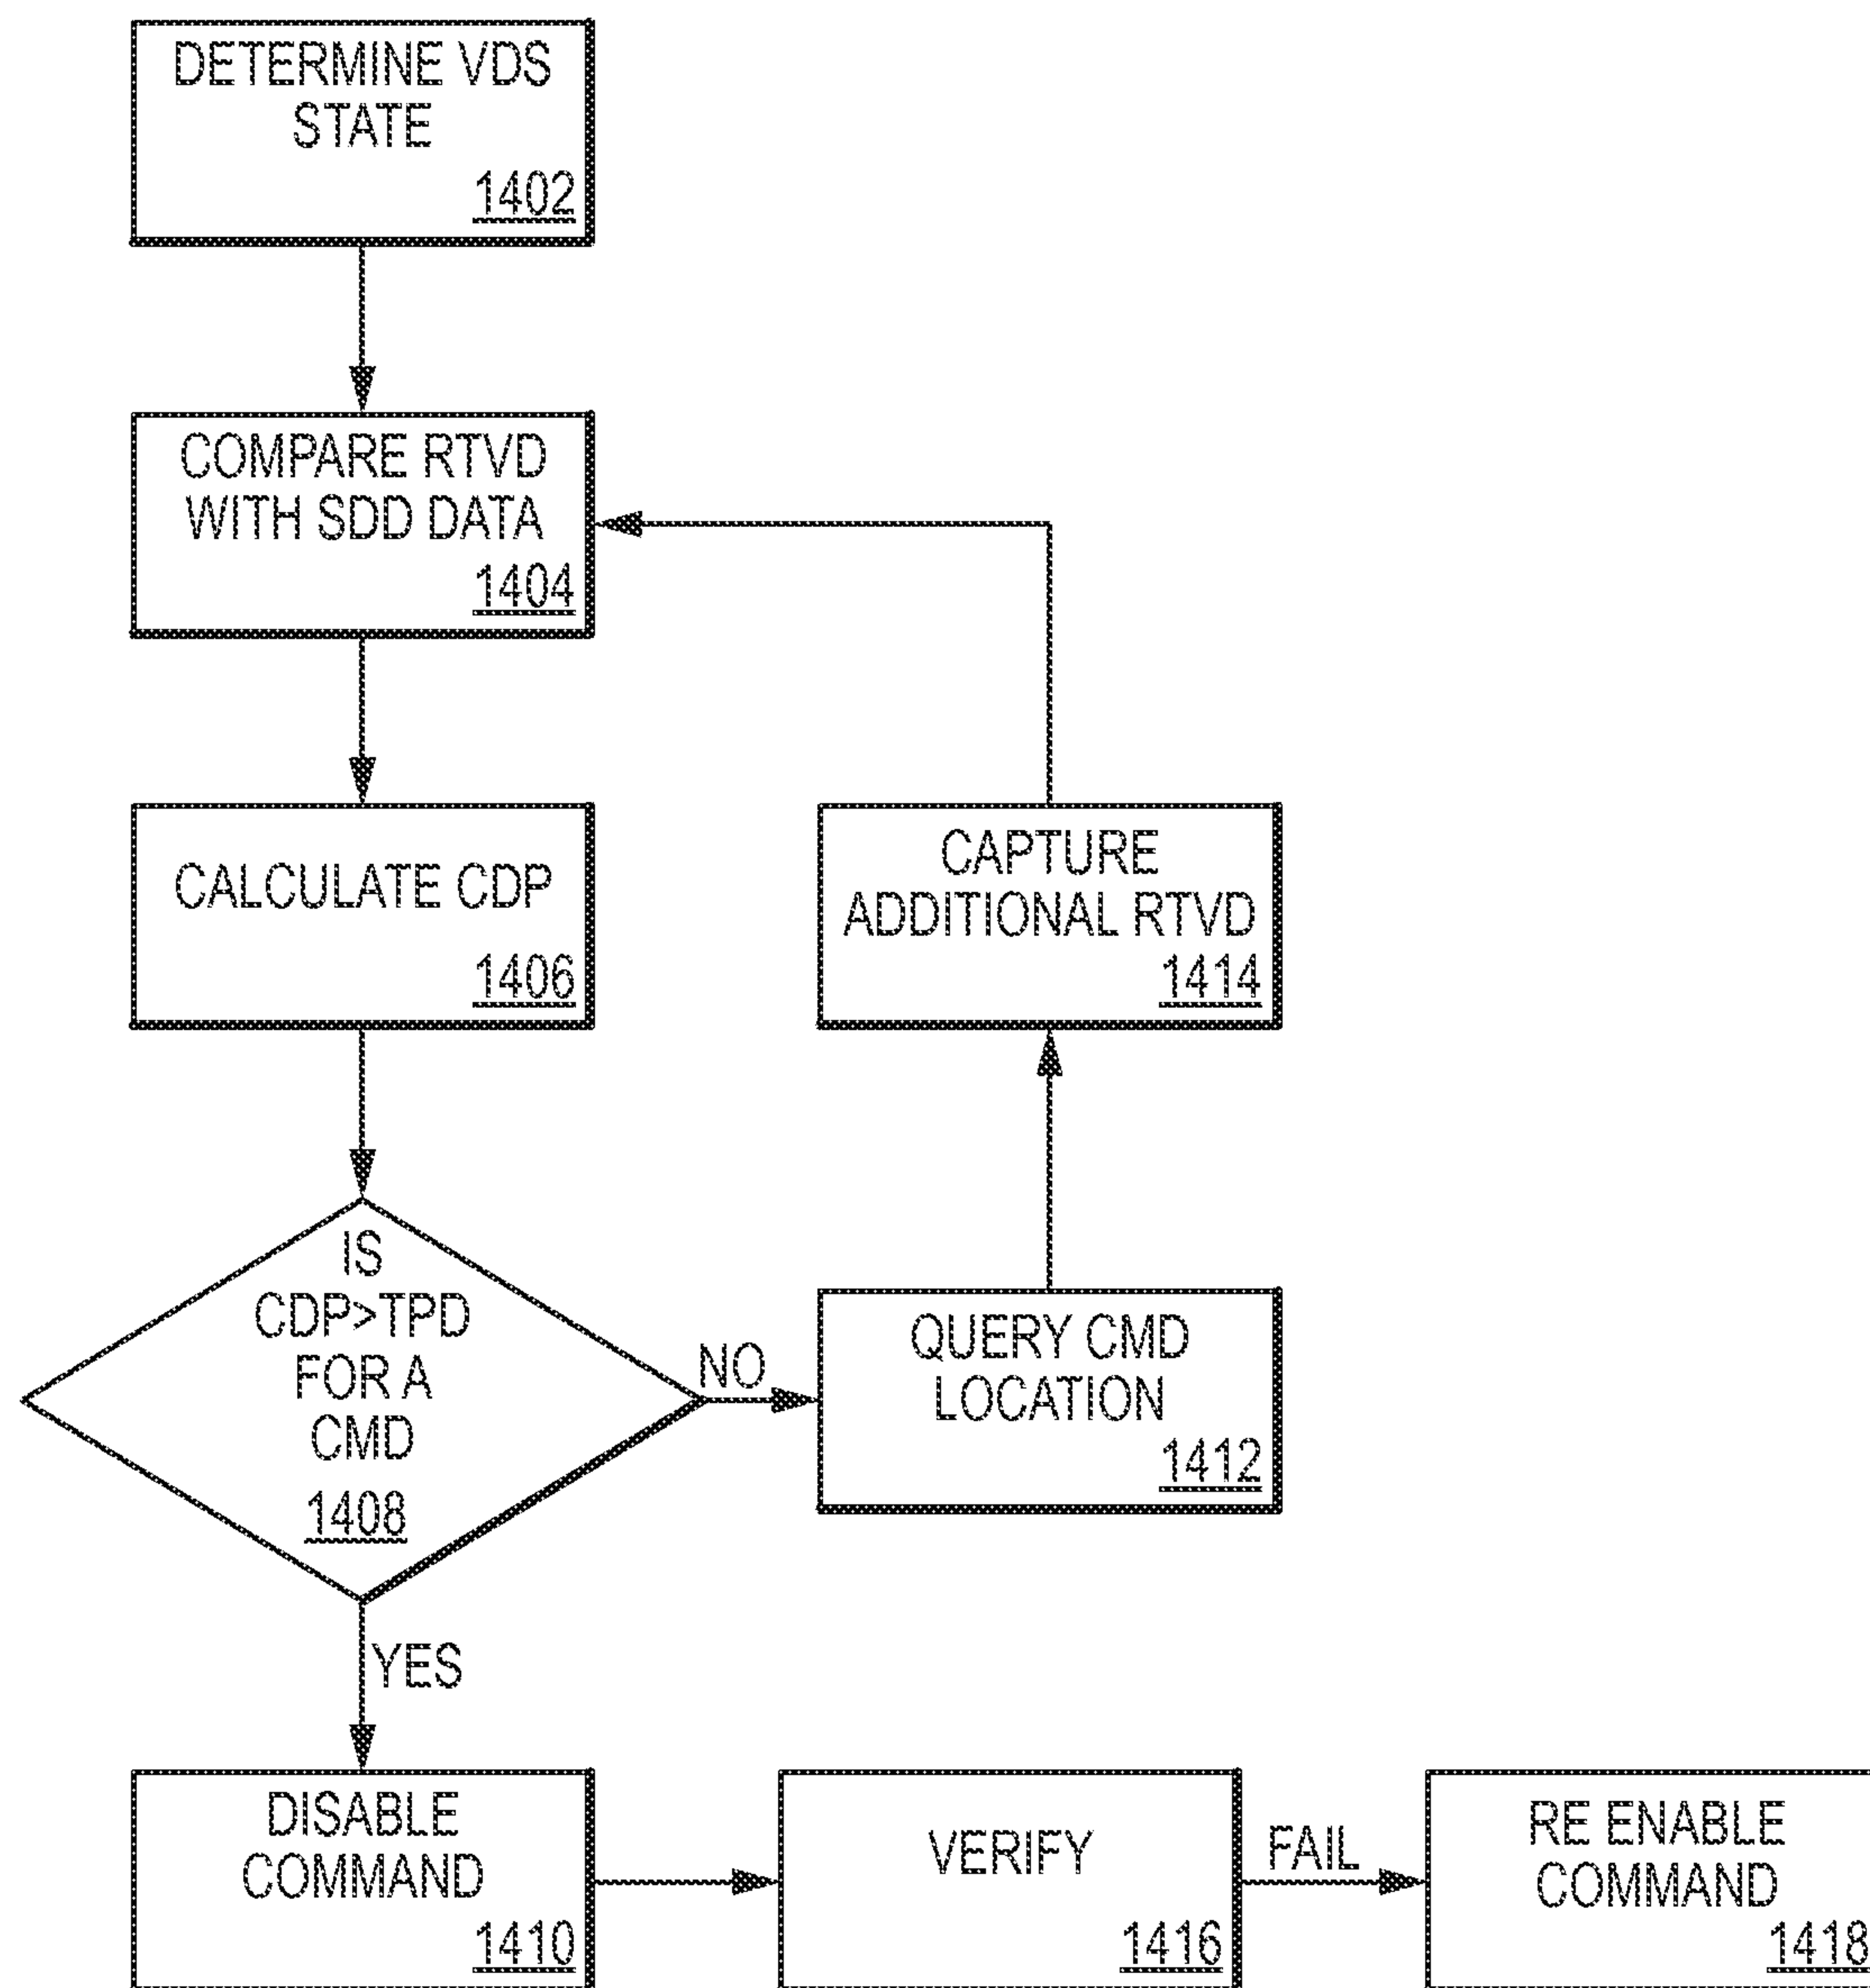 DETERMINE VDS
STATE
1402
COMPARE RTVD
WITH SDD DATA
1404
CALCULATE CDP
1406
CAPTURE
ADDITIONAL RTVD
1414
IS
CDP>TPD
FOR A
CMD
1408
NO
QUERY CMD
LOCATION
1412
YES
DISABLE
COMMAND
1410
VERIFY
1416
FAIL
RE ENABLE
COMMAND
1418